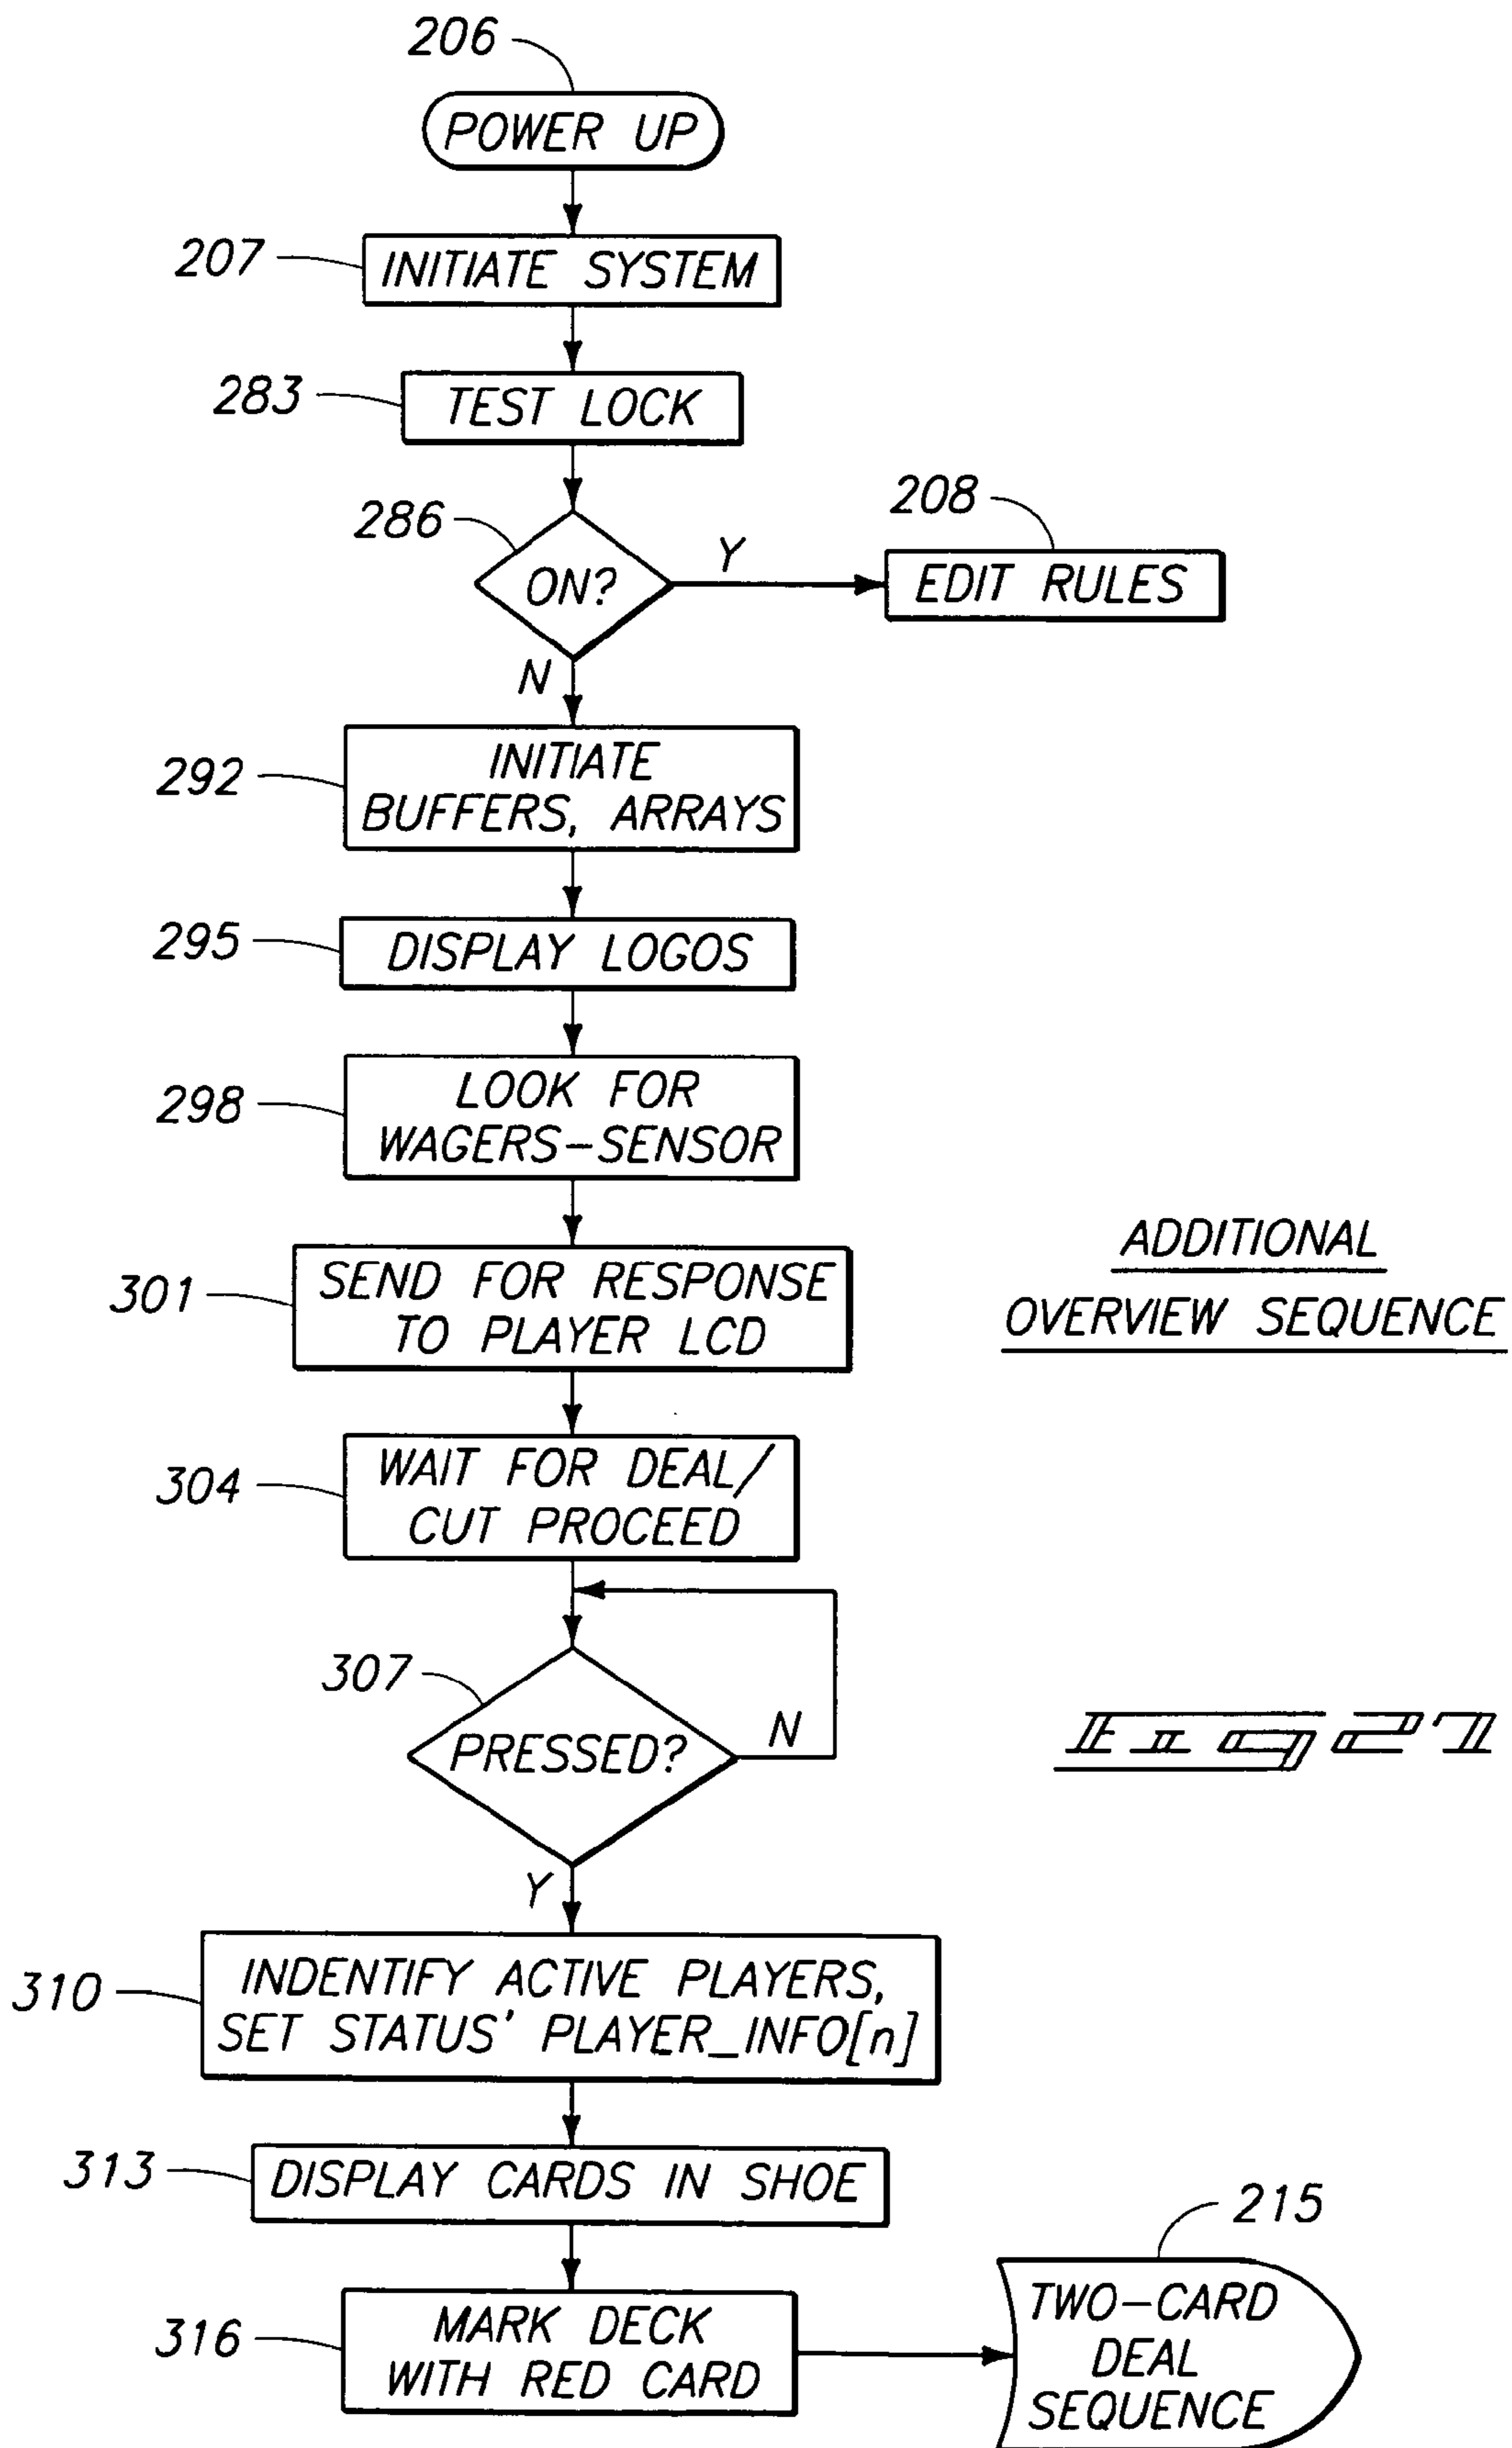 206
POWER UP
207
INITIATE SYSTEM
283
TEST LOCK
286
ON?
Y
208
EDIT RULES
N
292
INITIATE
BUFFERS, ARRAYS
295
DISPLAY LOGOS
298
LOOK FOR
WAGERS-SENSOR
301
SEND FOR RESPONSE
TO PLAYER LCD
ADDITIONAL
OVERVIEW SEQUENCE
304
WAIT FOR DEAL/
CUT PROCEED
307
PRESSED?
N
Fig 27
Y
310
INDENTIFY ACTIVE PLAYERS,
SET STATUS' PLAYER_INFO[n]
313
DISPLAY CARDS IN SHOE
316
MARK DECK
WITH RED CARD
215
TWO-CARD
DEAL
SEQUENCE